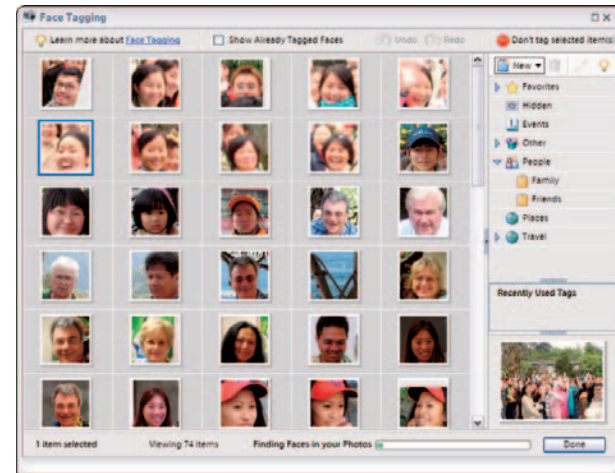 Face Tagging
Learn more about Face Tagging
Show Already Tagged Faces
Undo
Redo
Don't tag selected item(s)
New
Favorites
Hidden
Events
Other
People
Family
Friends
Places
Travel
Recently Used Tags
1 item selected
Viewing 74 items
Finding Faces in your Photos
Done